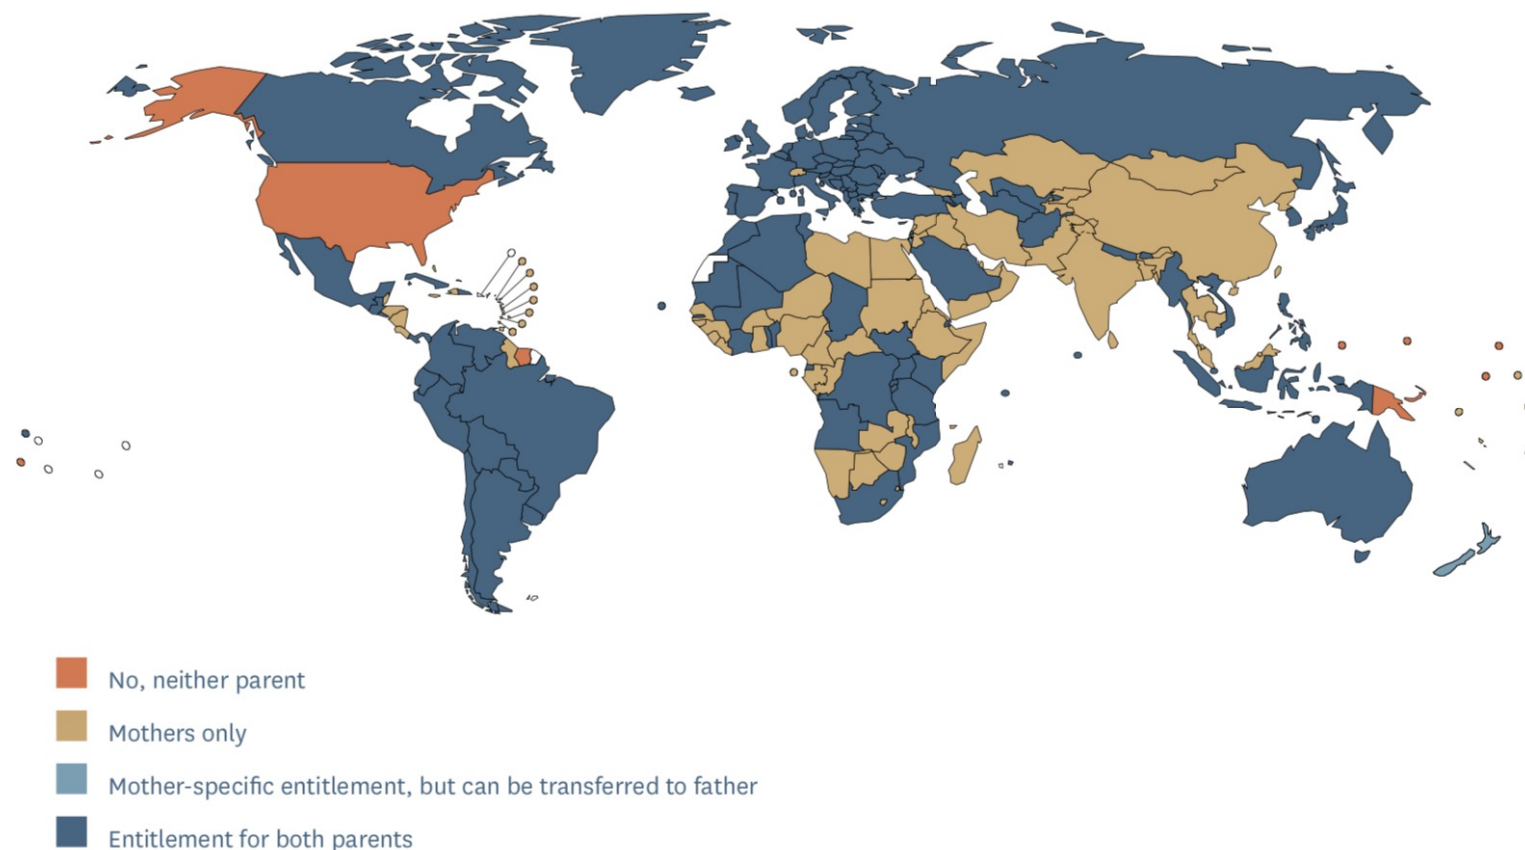 No, neither parent
Mothers only
Mother-specific entitlement, but can be transferred to father
Entitlement for both parents